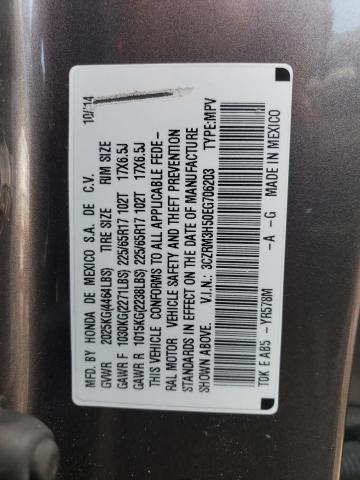 MFD. BY HONDA DE MEXICO S.A. DE C.V. 10/14
GVWR 2025KG(4464LBS) TIRE SIZE RIM SIZE
GAWR F 1030KG(2271LBS) 225/65R17 102T 17X6.5J
GAWR R 1015KG(2238LBS) 225/65R17 102T 17X6.5J
THIS VEHICLE CONFORMS TO ALL APPLICABLE FEDE-
RAL MOTOR VEHICLE SAFETY AND THEFT PREVENTION
STANDARDS IN EFFECT ON THE DATE OF MANUFACTURE
SHOWN ABOVE. V.I.N.: 3CZRM3H50EG706203 TYPE:MPV
T0K E AB5 -YR578M -A -G MADE IN MEXICO